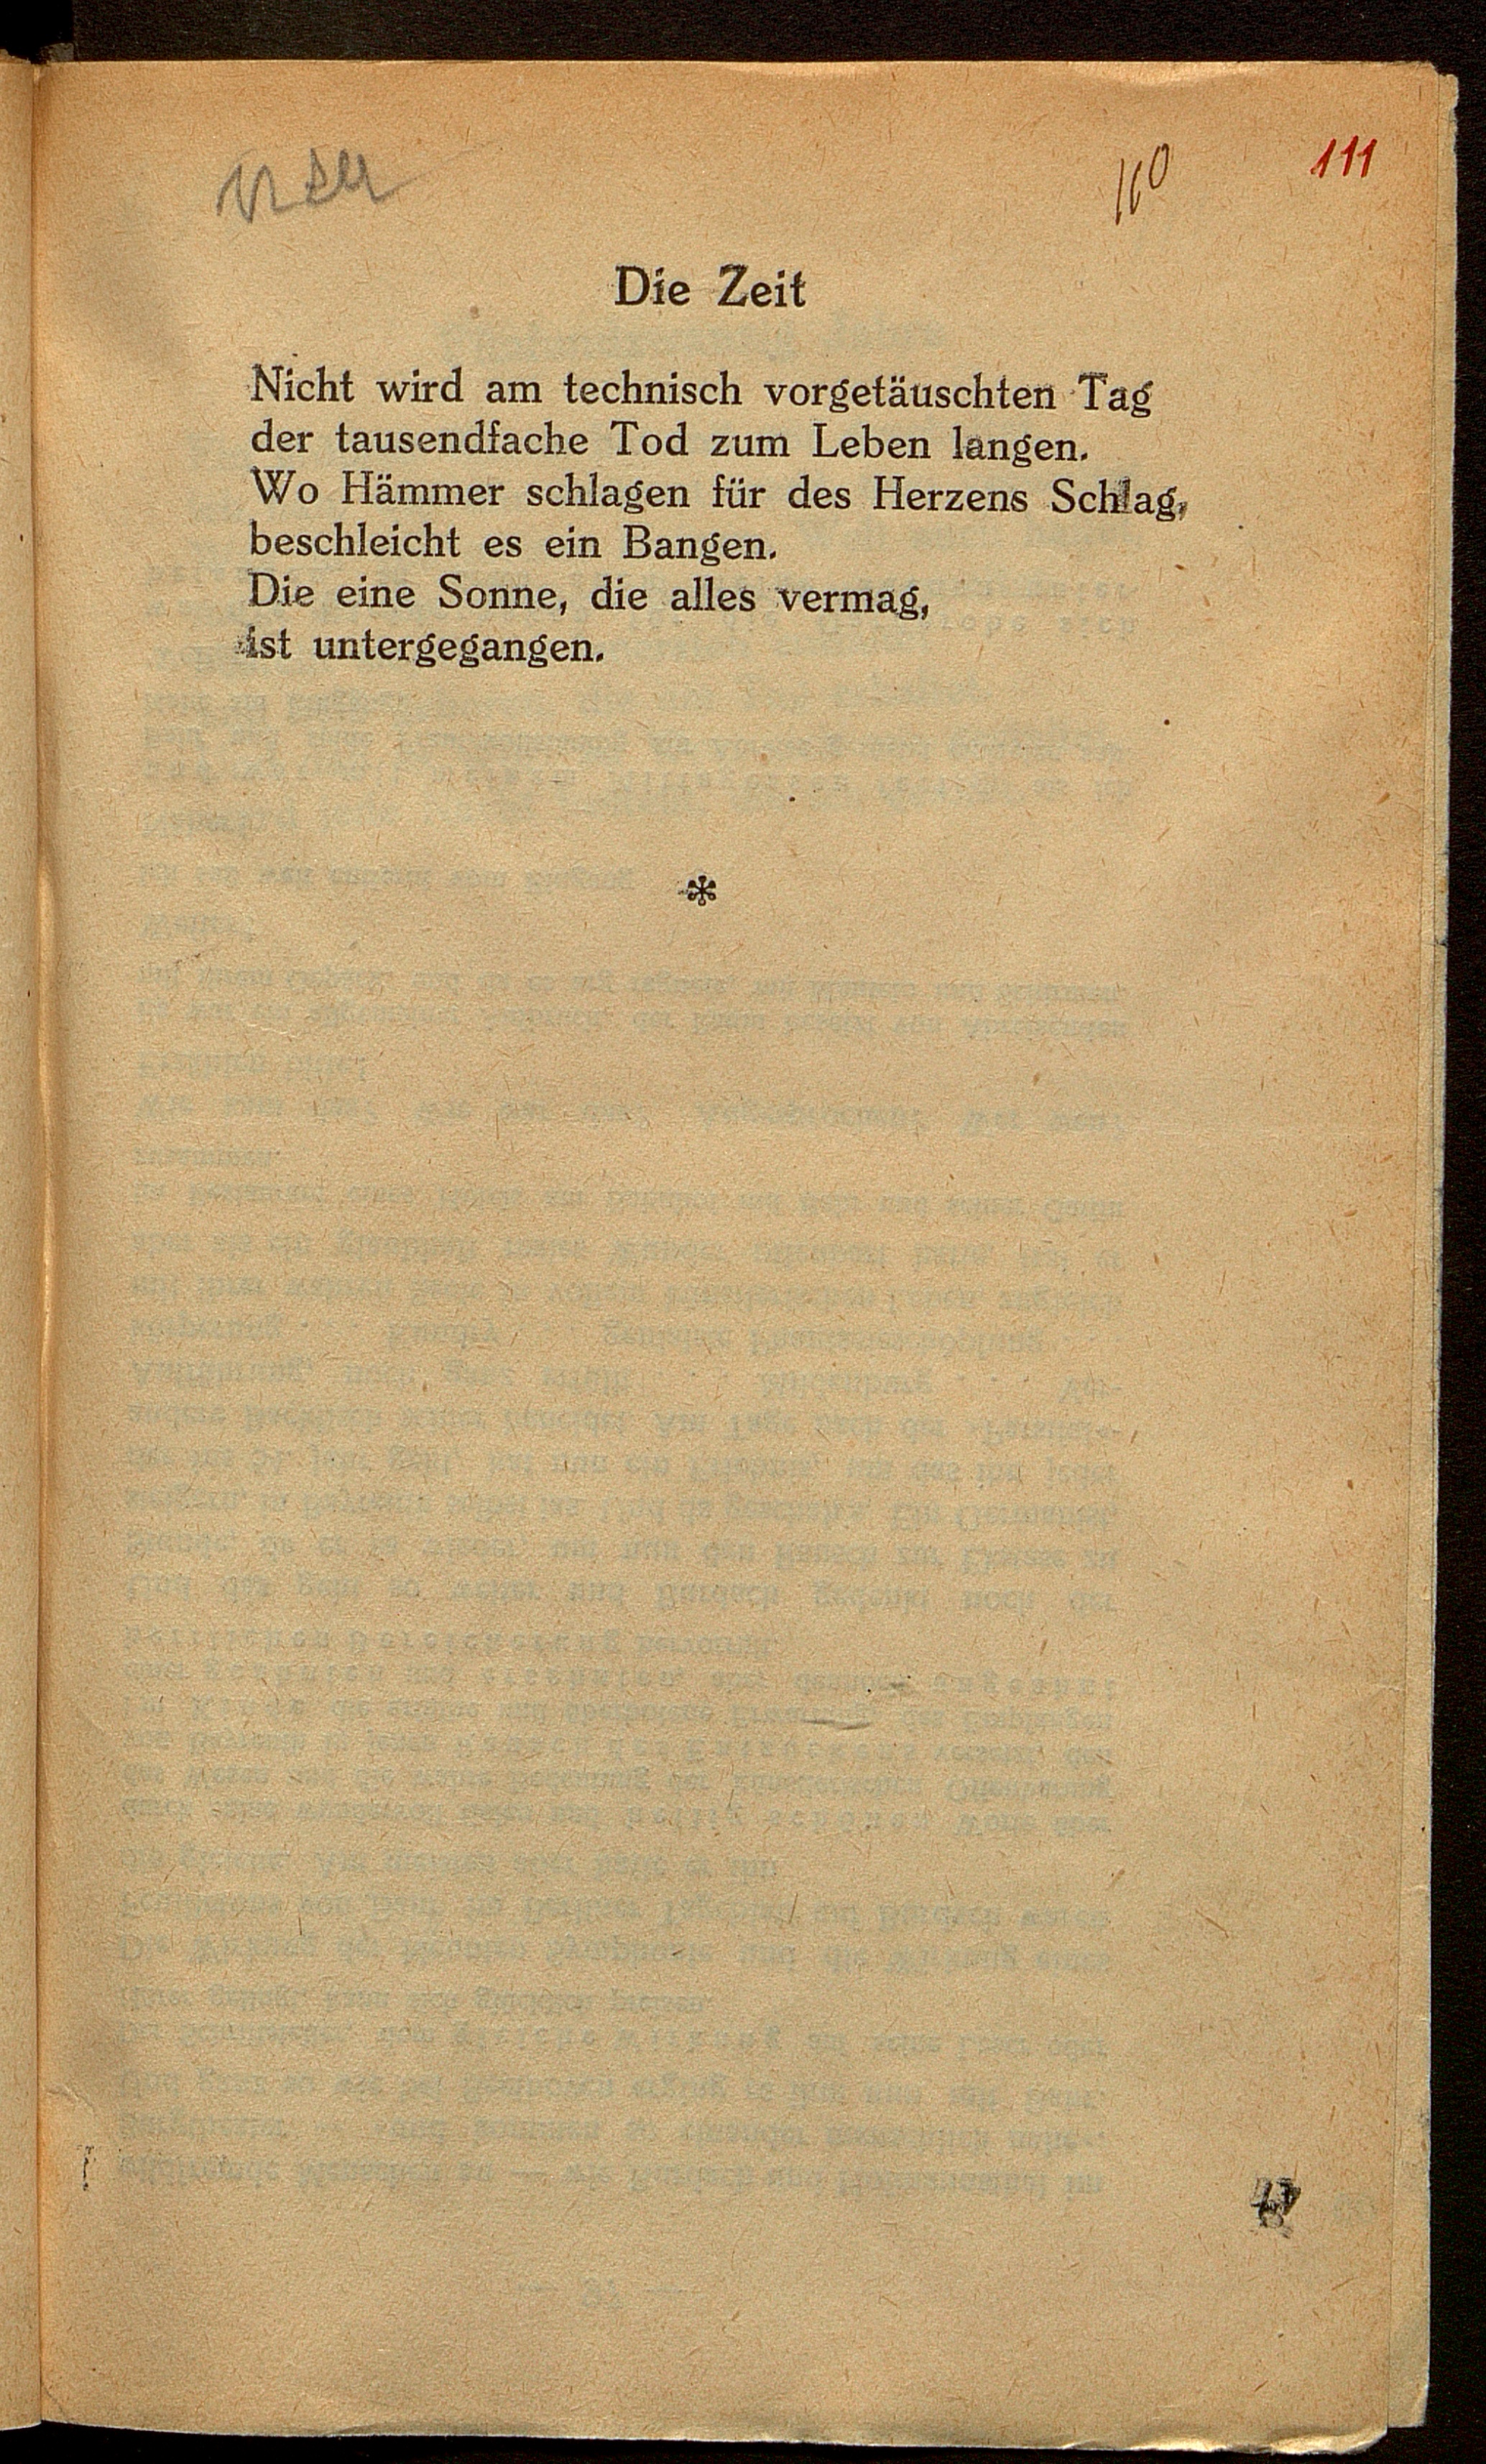 110
111
Die Zeit
Nicht wird am technisch vorgetäuschten Tag
der tausendfache Tod zum Leben langen.
Wo Hämmer schlagen für des Herzens Schlag,
beschleicht es ein Bangen.
Die eine Sonne, die alles vermag,
ist untergegangen.